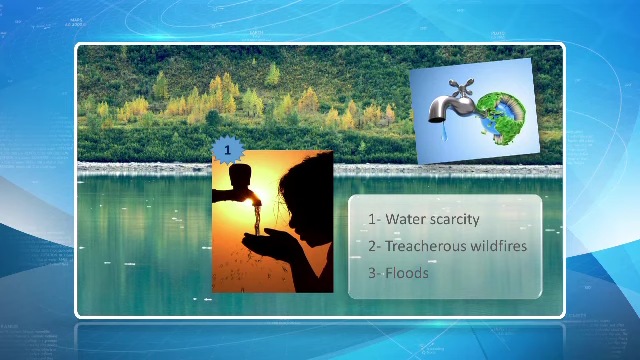 1
1- Water scarcity
2- Treacherous wildfires
3- Floods